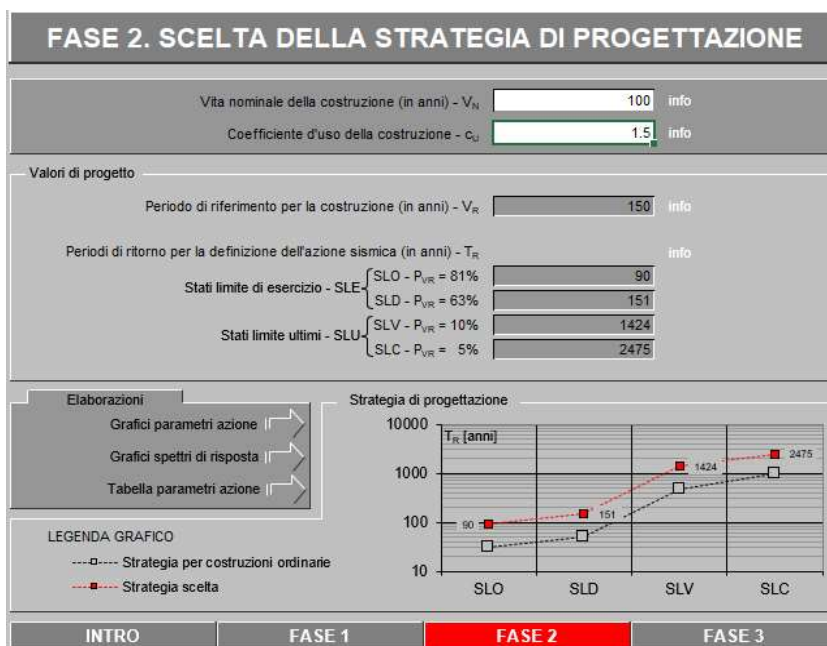 FASE 2. SCELTA DELLA STRATEGIA DI PROGETTAZIONE
Vita nominale della costruzione (in anni) - VN 100 info
Coefficiente d'uso della costruzione - cU 1.5 info
Valori di progetto
Periodo di riferimento per la costruzione (in anni) - VR 150 info
Periodi di ritorno per la definizione dell'azione sismica (in anni) - TR info
Stati limite di esercizio - SLE
SLO - PVR = 81% 90
SLD - PVR = 63% 151
Stati limite ultimi - SLU
SLV - PVR = 10% 1424
SLC - PVR = 5% 2475
Elaborazioni
Grafici parametri azione
Grafici spettri di risposta
Tabella parametri azione
LEGENDA GRAFICO
Strategia per costruzioni ordinarie
Strategia scelta
Strategia di progettazione
TR [anni]
10000
1000
100
10
90
151
1424
2475
SLO SLD SLV SLC
INTRO FASE 1 FASE 2 FASE 3